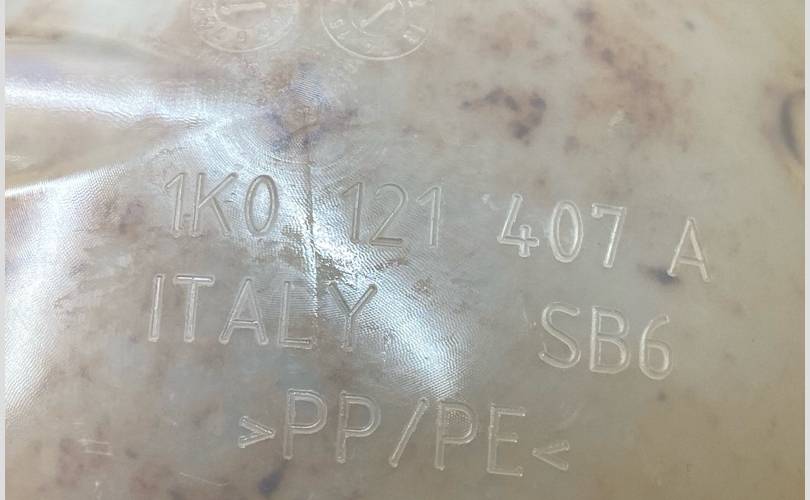 1K0 121 407 A
ITALY SB6
>PP/PE<